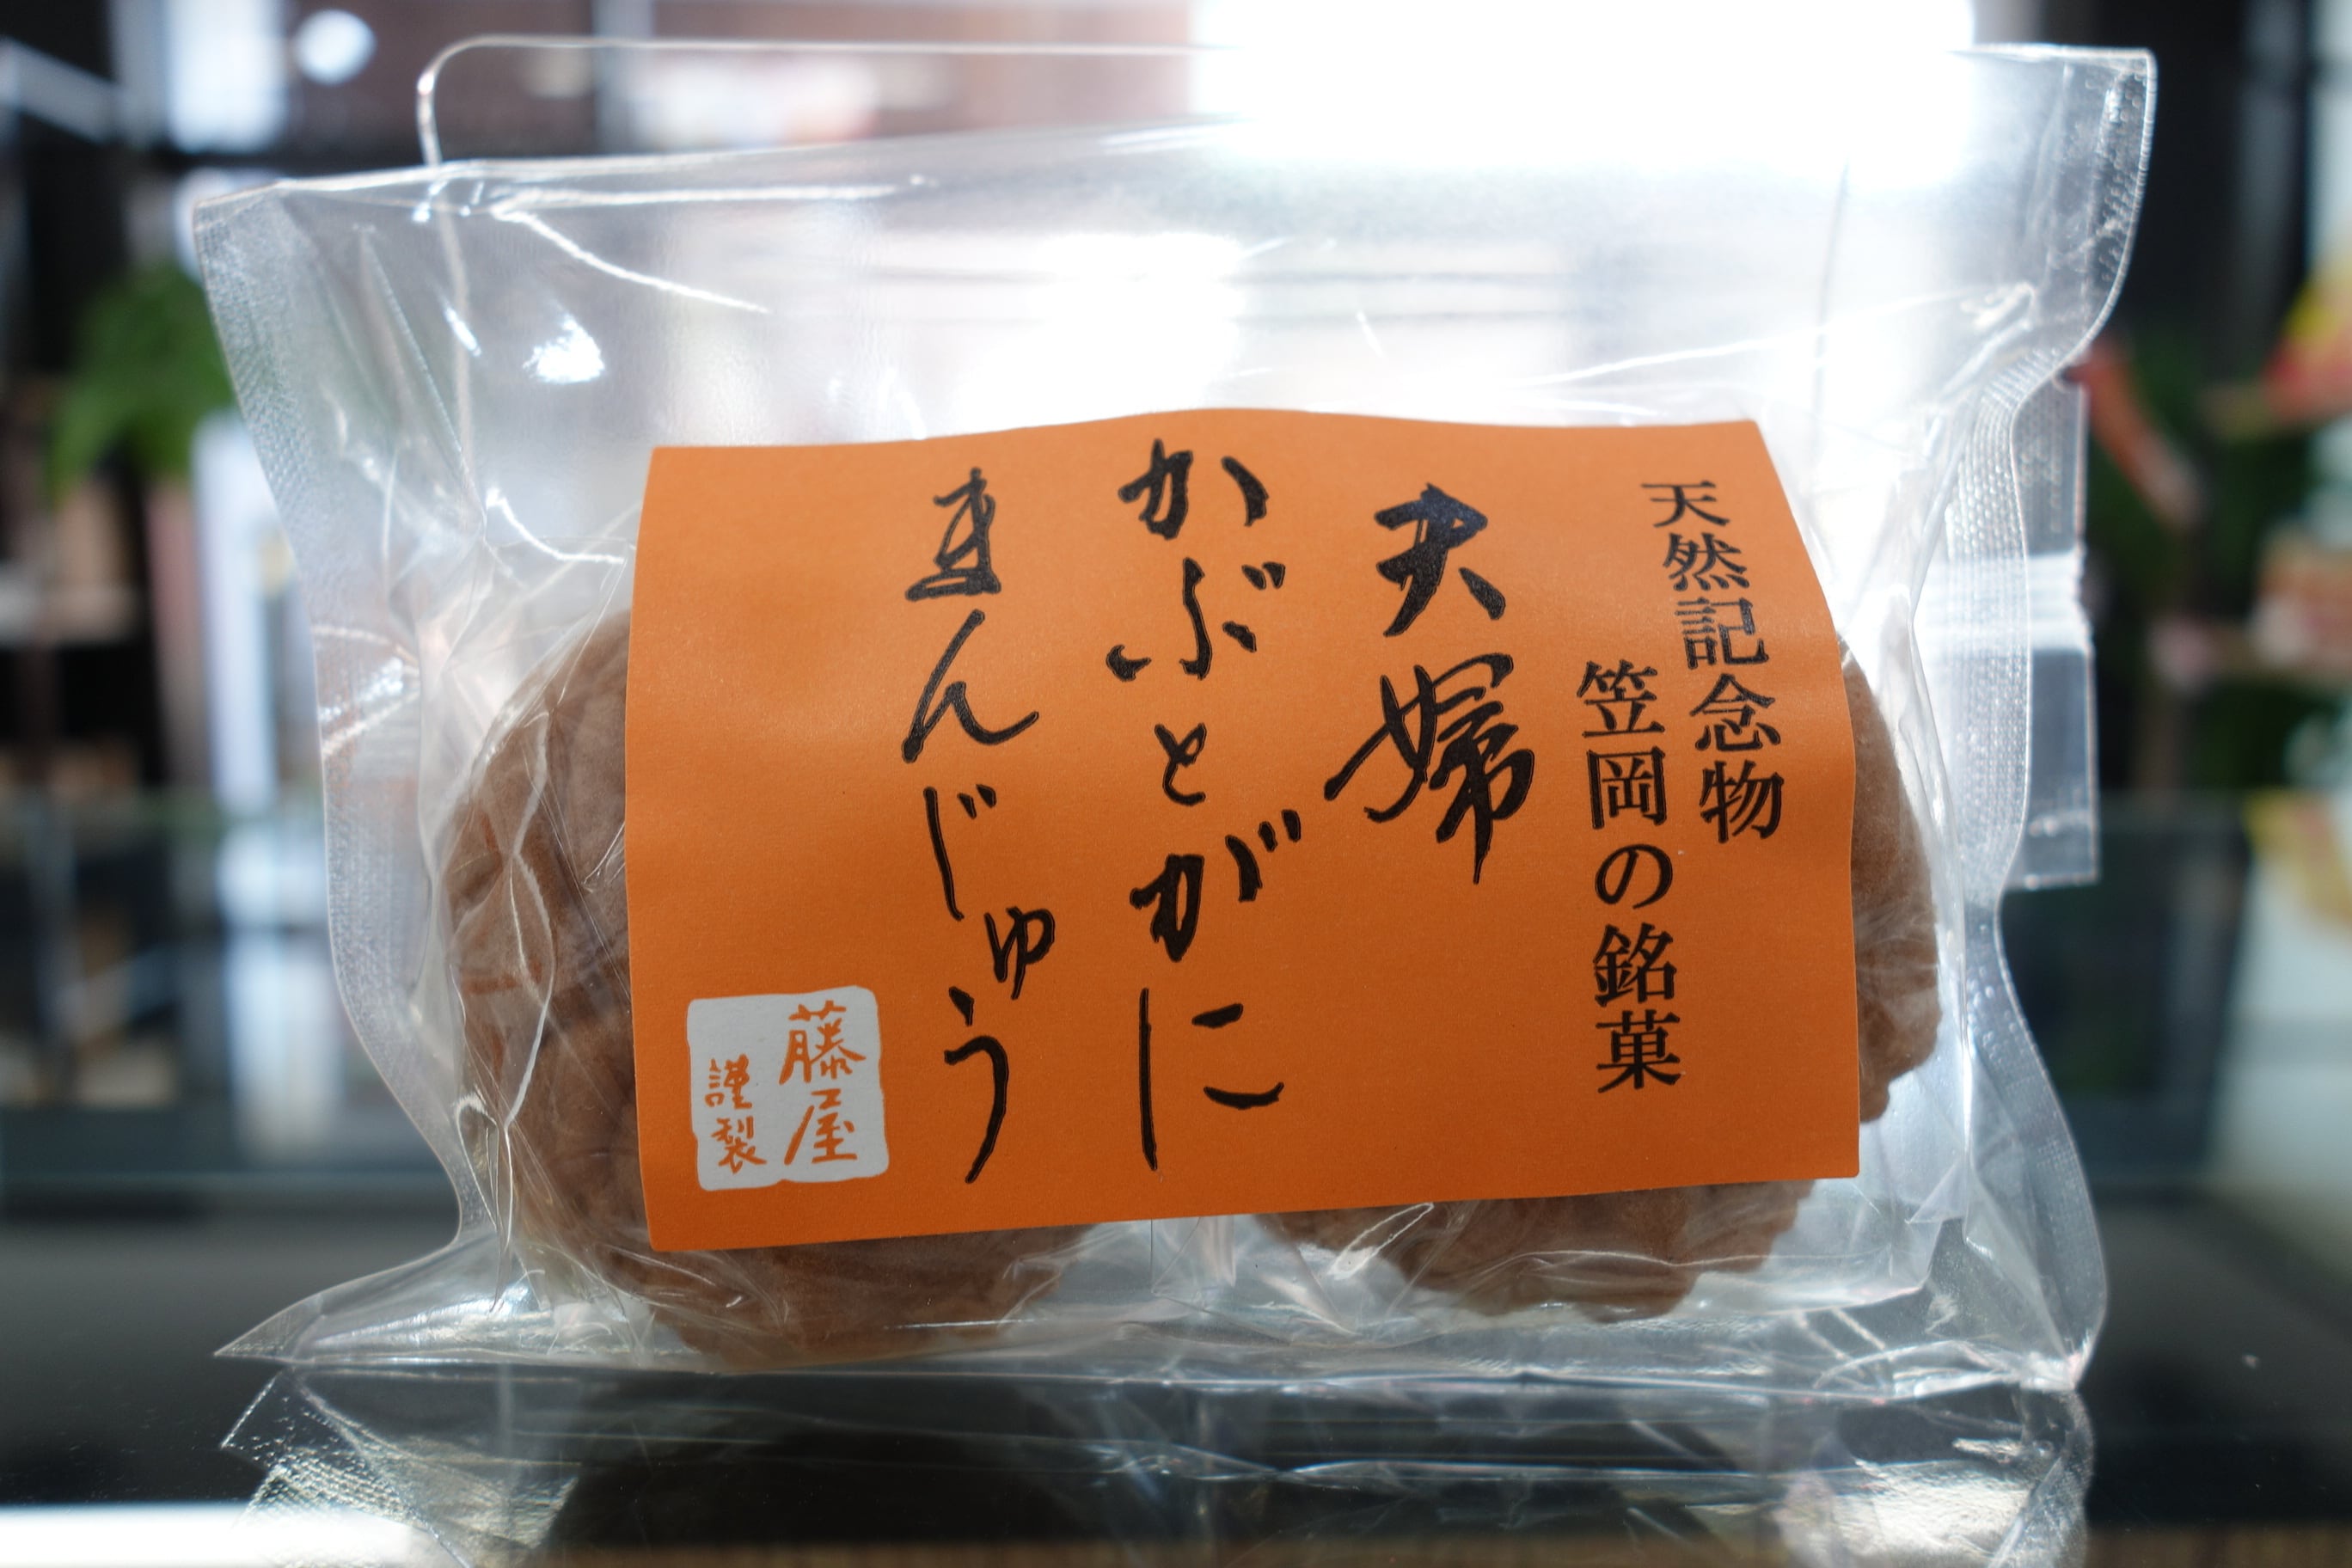 天然記念物
笠岡の銘菓
夫婦
かぶとがに
まんじゅう
藤屋
謹製